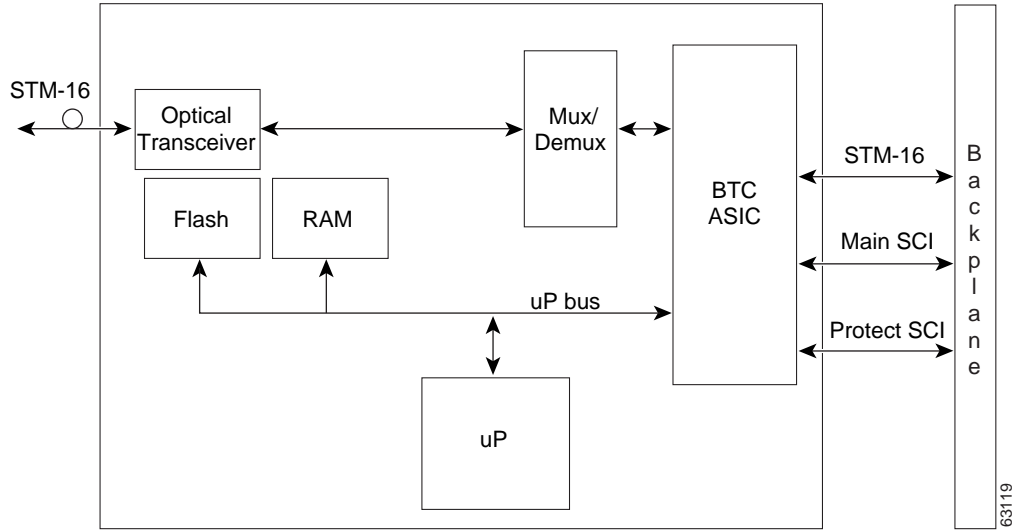 STM-16
Optical
Transceiver
Mux/
Demux
BTC
ASIC
STM-16
Main SCI
Protect SCI
Flash
RAM
uP bus
uP
Backplane
63119